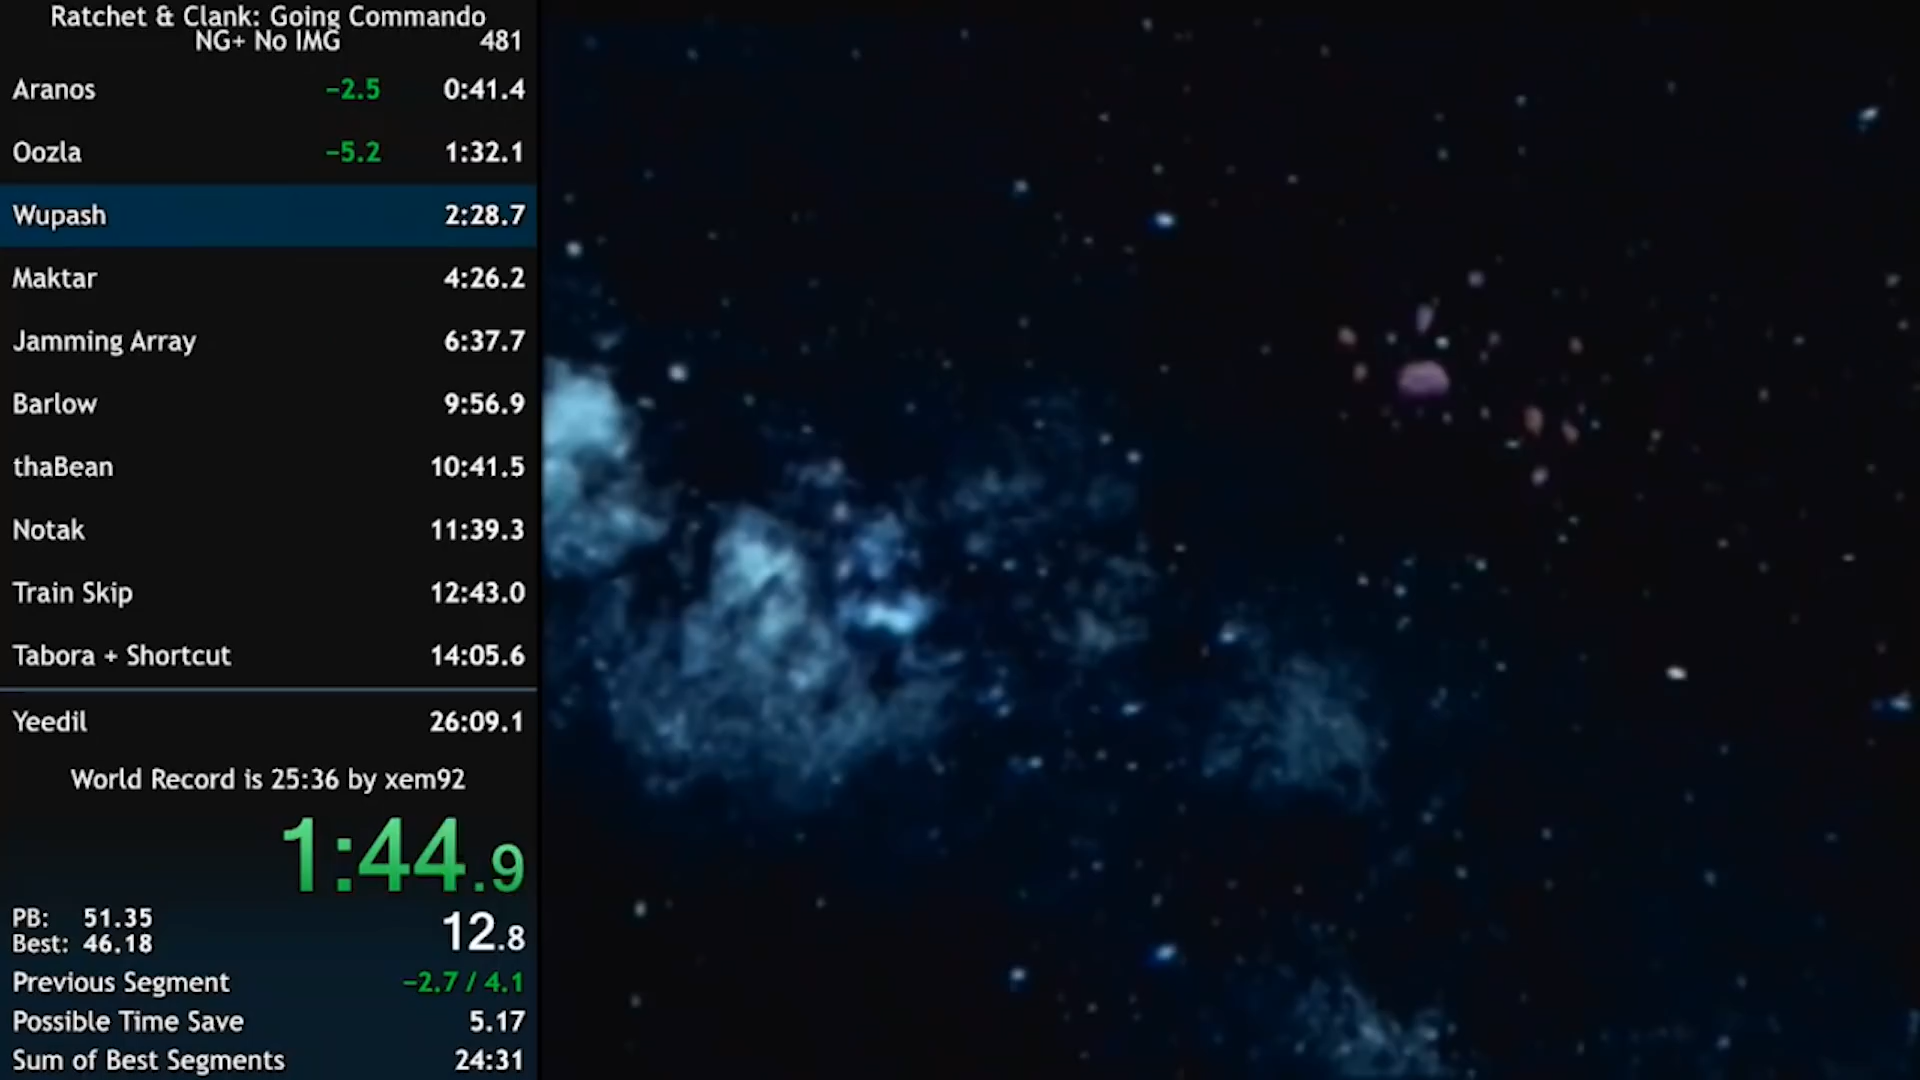 Ratchet & Clank: Going Commando
NG+ No IMG 481
Aranos −2.5 0:41.4
Oozla −5.2 1:32.1
Wupash 2:28.7
Maktar 4:26.2
Jamming Array 6:37.7
Barlow 9:56.9
thaBean 10:41.5
Notak 11:39.3
Train Skip 12:43.0
Tabora + Shortcut 14:05.6
Yeedil 26:09.1
World Record is 25:36 by xem92
1:44.9
PB: 51.35
Best: 46.18
12.8
Previous Segment −2.7 / 4.1
Possible Time Save 5.17
Sum of Best Segments 24:31